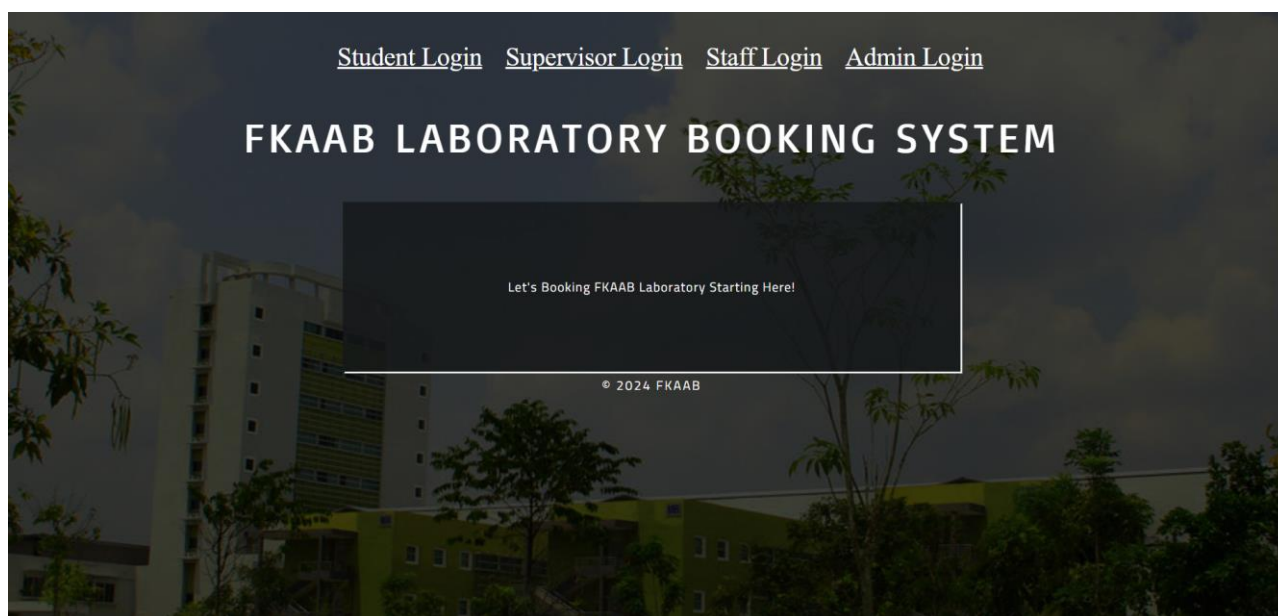 Student Login Supervisor Login Staff Login Admin Login
FKAAB LABORATORY BOOKING SYSTEM
Let's Booking FKAAB Laboratory Starting Here!
© 2024 FKAAB